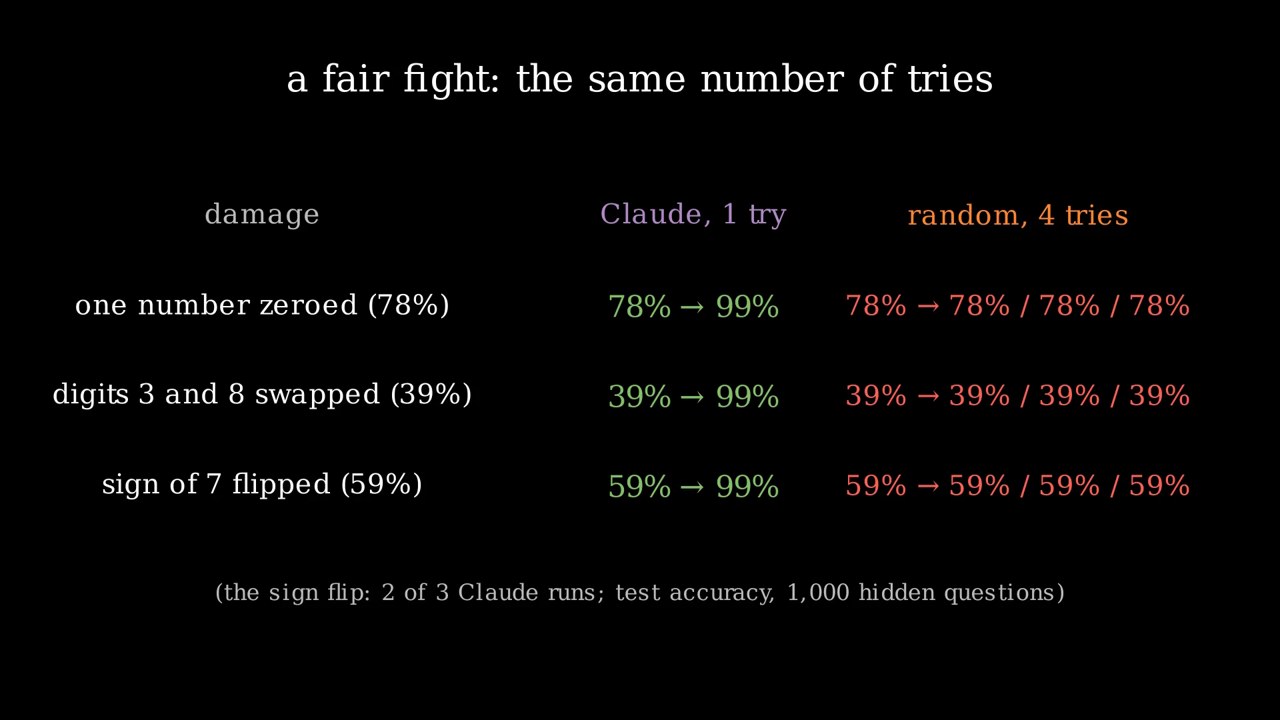 a fair fight: the same number of tries
damage Claude, 1 try random, 4 tries
one number zeroed (78%) 78% → 99% 78% → 78% / 78% / 78%
digits 3 and 8 swapped (39%) 39% → 99% 39% → 39% / 39% / 39%
sign of 7 flipped (59%) 59% → 99% 59% → 59% / 59% / 59%
(the sign flip: 2 of 3 Claude runs; test accuracy, 1,000 hidden questions)